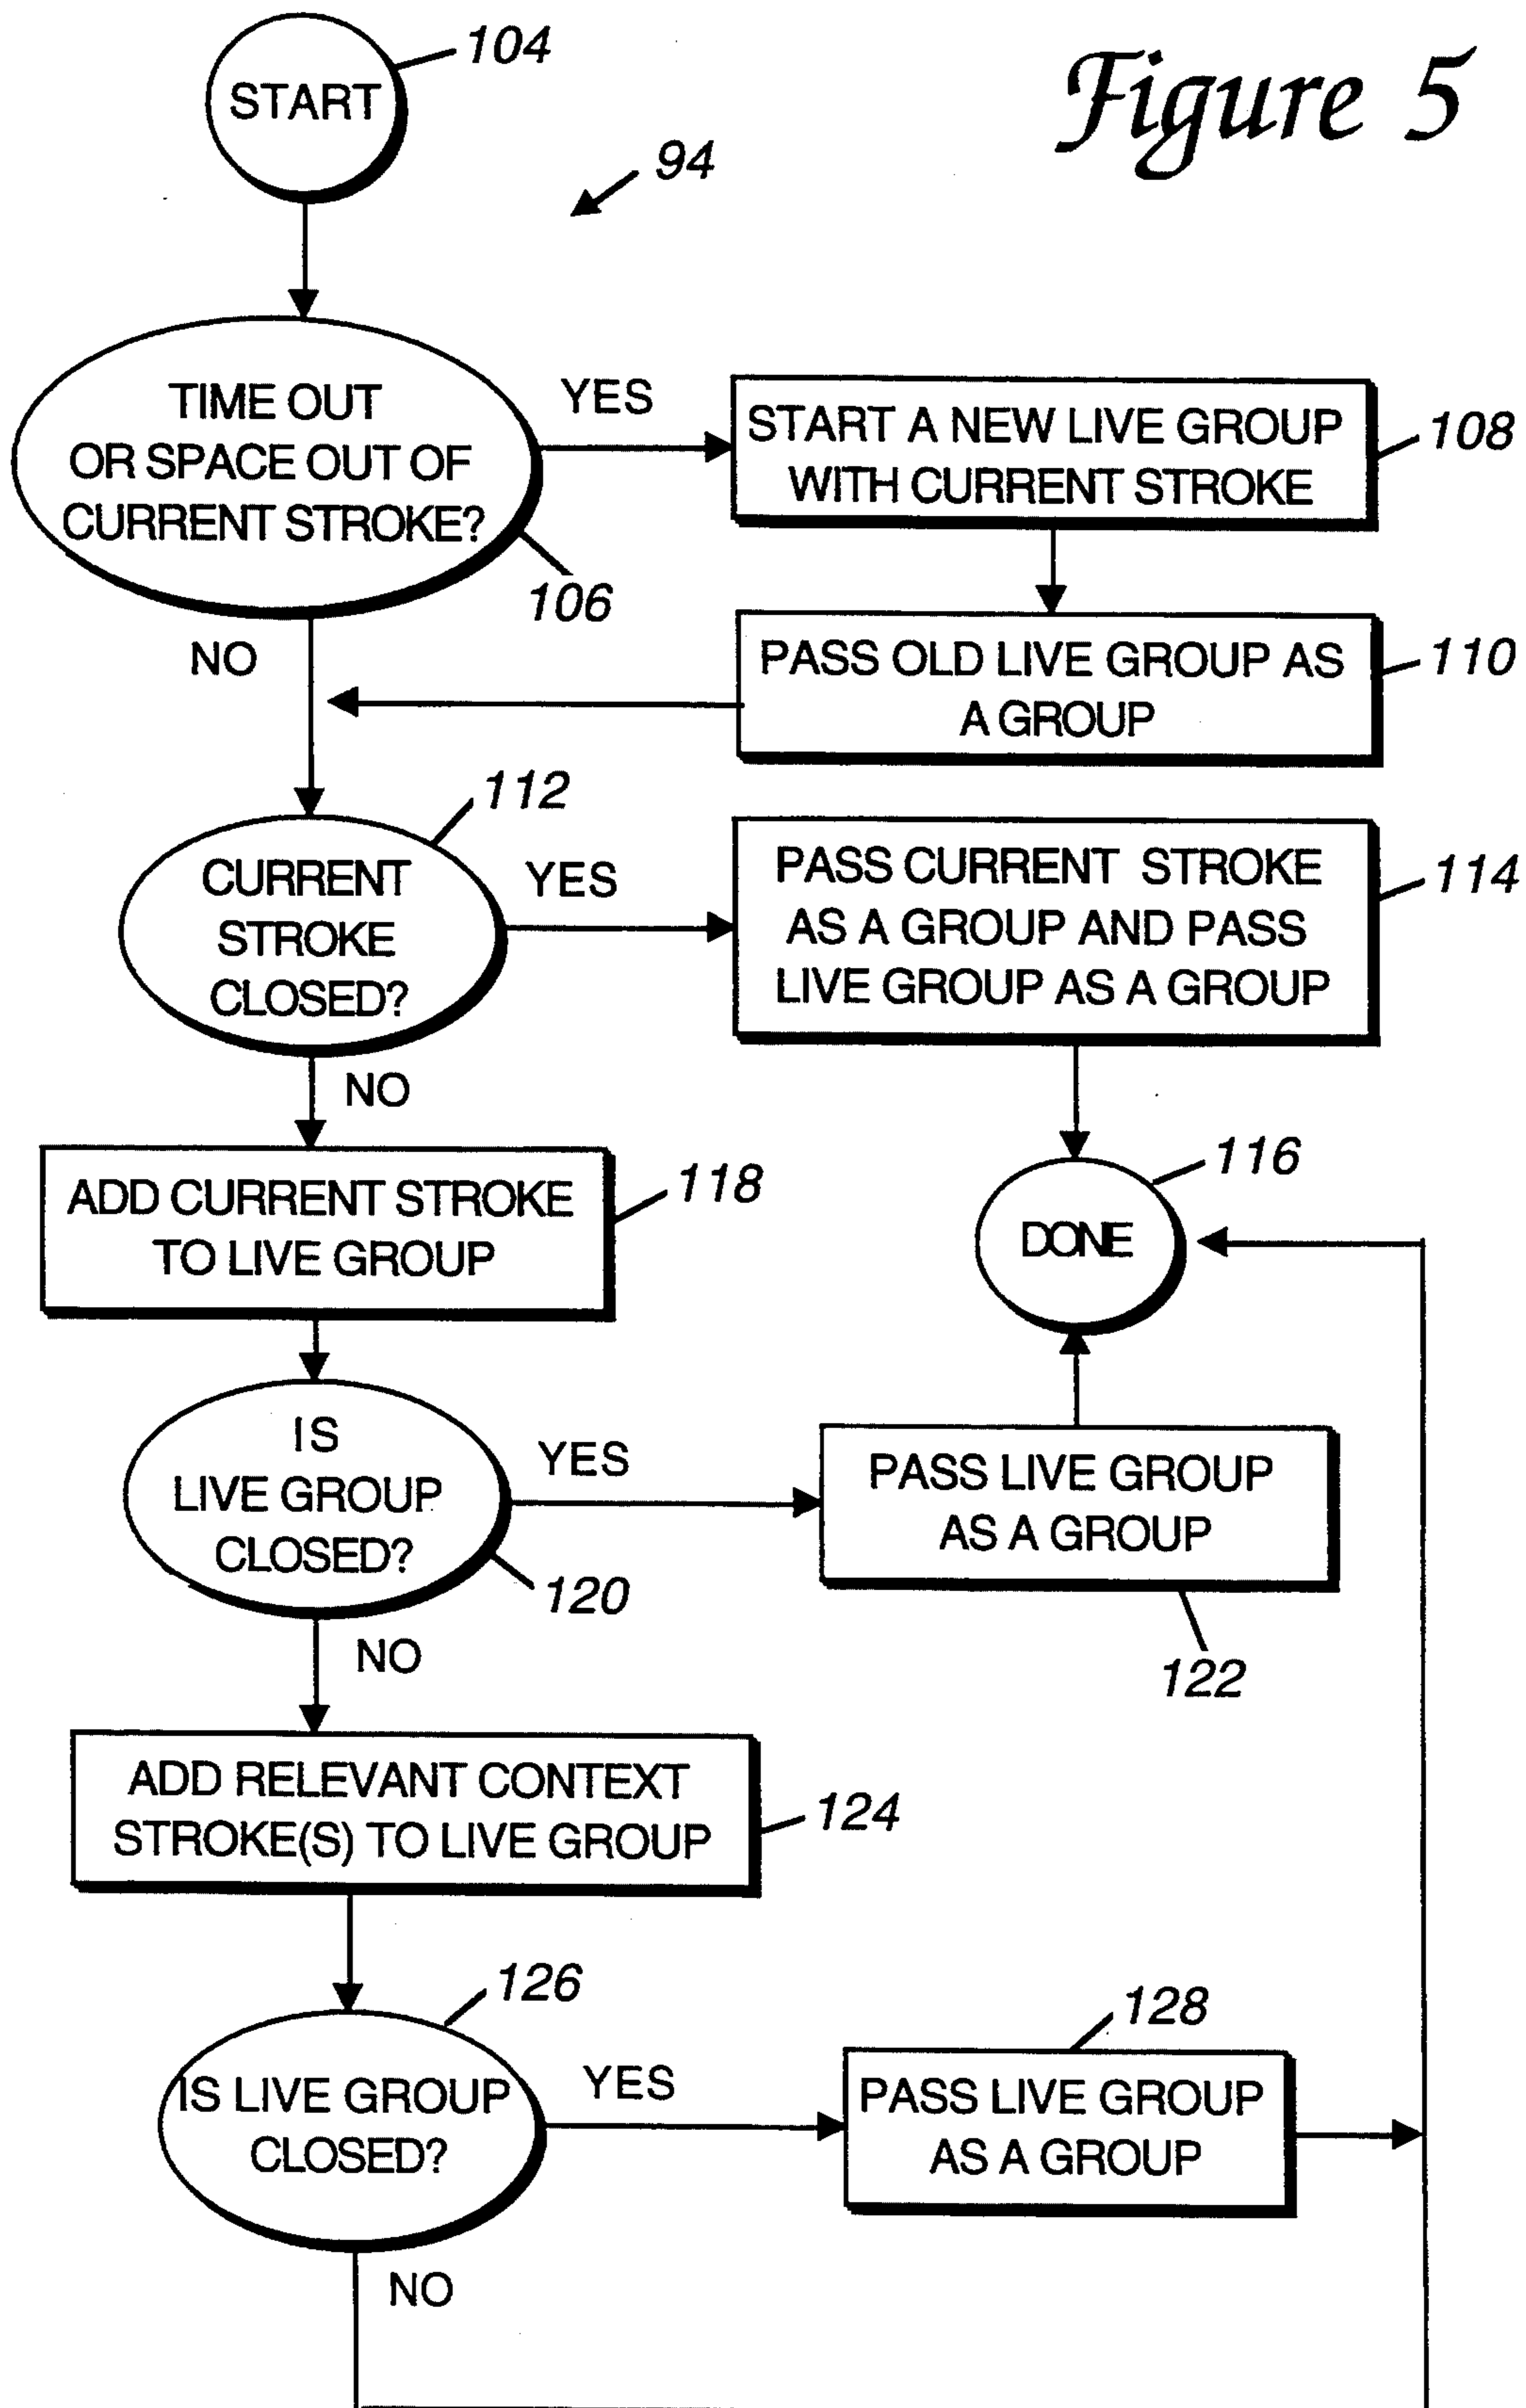 Figure 5
START
104
94
TIME OUT
OR SPACE OUT OF
CURRENT STROKE?
106
YES
START A NEW LIVE GROUP
WITH CURRENT STROKE
108
PASS OLD LIVE GROUP AS
A GROUP
110
NO
112
CURRENT
STROKE
CLOSED?
YES
PASS CURRENT STROKE
AS A GROUP AND PASS
LIVE GROUP AS A GROUP
114
NO
116
DONE
ADD CURRENT STROKE
TO LIVE GROUP
118
IS
LIVE GROUP
CLOSED?
120
YES
PASS LIVE GROUP
AS A GROUP
122
NO
ADD RELEVANT CONTEXT
STROKE(S) TO LIVE GROUP
124
126
IS LIVE GROUP
CLOSED?
YES
128
PASS LIVE GROUP
AS A GROUP
NO